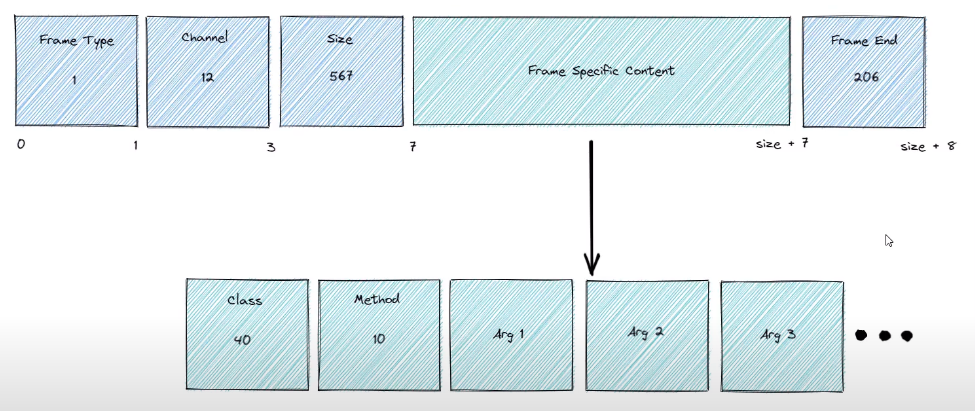 Frame Type
1
Channel
12
Size
567
Frame Specific Content
Frame End
206
0
1
3
7
size + 7
size + 8
Class
40
Method
10
Arg 1
Arg 2
Arg 3